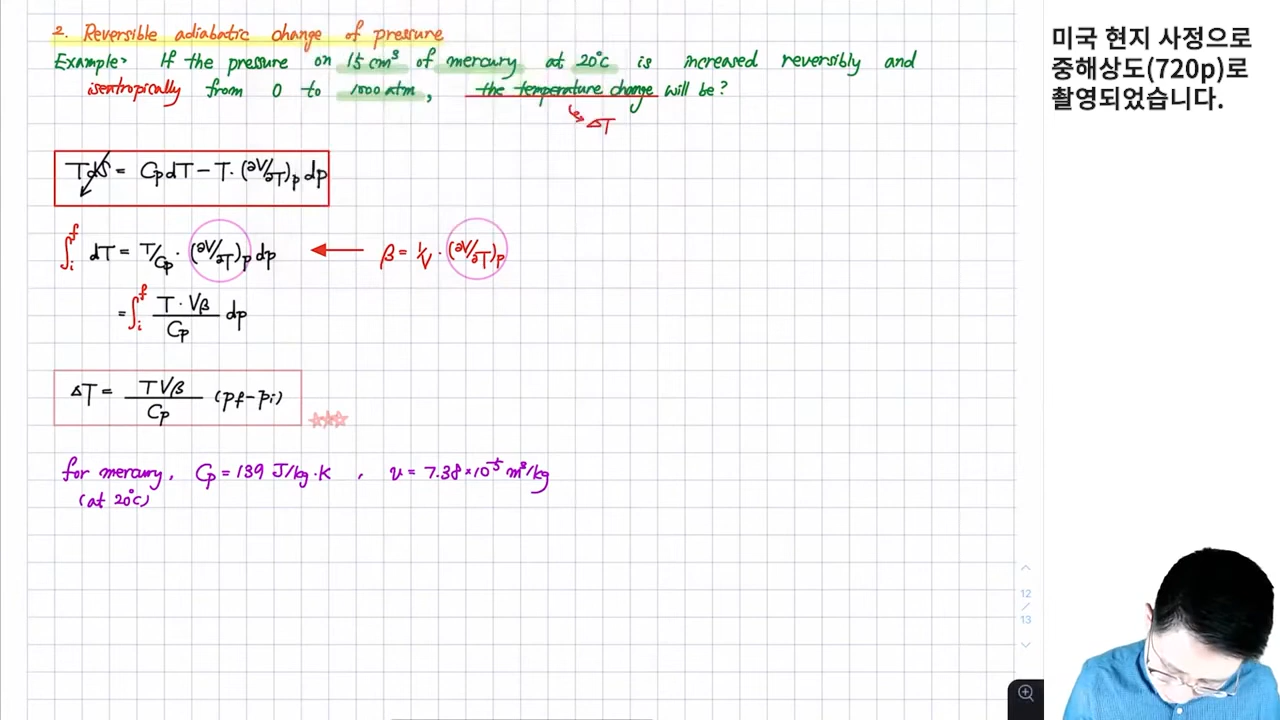 2. Reversible adiabatic change of pressure
Example> If the pressure on 15 cm³ of mercury at 20°C is increased reversibly and
isentropically from 0 to 1000 atm, the temperature change will be?
↳ ΔT
TdS = CpdT − T·(∂V/∂T)p dp
∫ᵢᶠ dT = T/Cp · (∂V/∂T)p dp ← β = 1/V · (∂V/∂T)p
= ∫ᵢᶠ T·Vβ/Cp dp
ΔT = TVβ/Cp (pf − pi)
for mercury, Cp = 139 J/kg·K , v = 7.38×10⁻⁵ m³/kg
(at 20°C)
미국 현지 사정으로
중해상도(720p)로
촬영되었습니다.
12
/
13